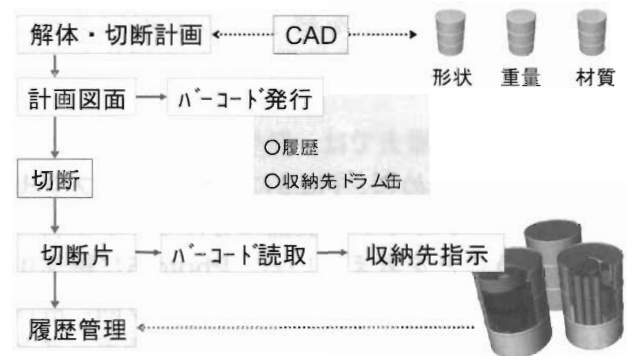 解体・切断計画
CAD
形状 重量 材質
計画図面
バーコード発行
〇履歴
〇収納先ドラム缶
切断
切断片
バーコード読取
収納先指示
履歴管理